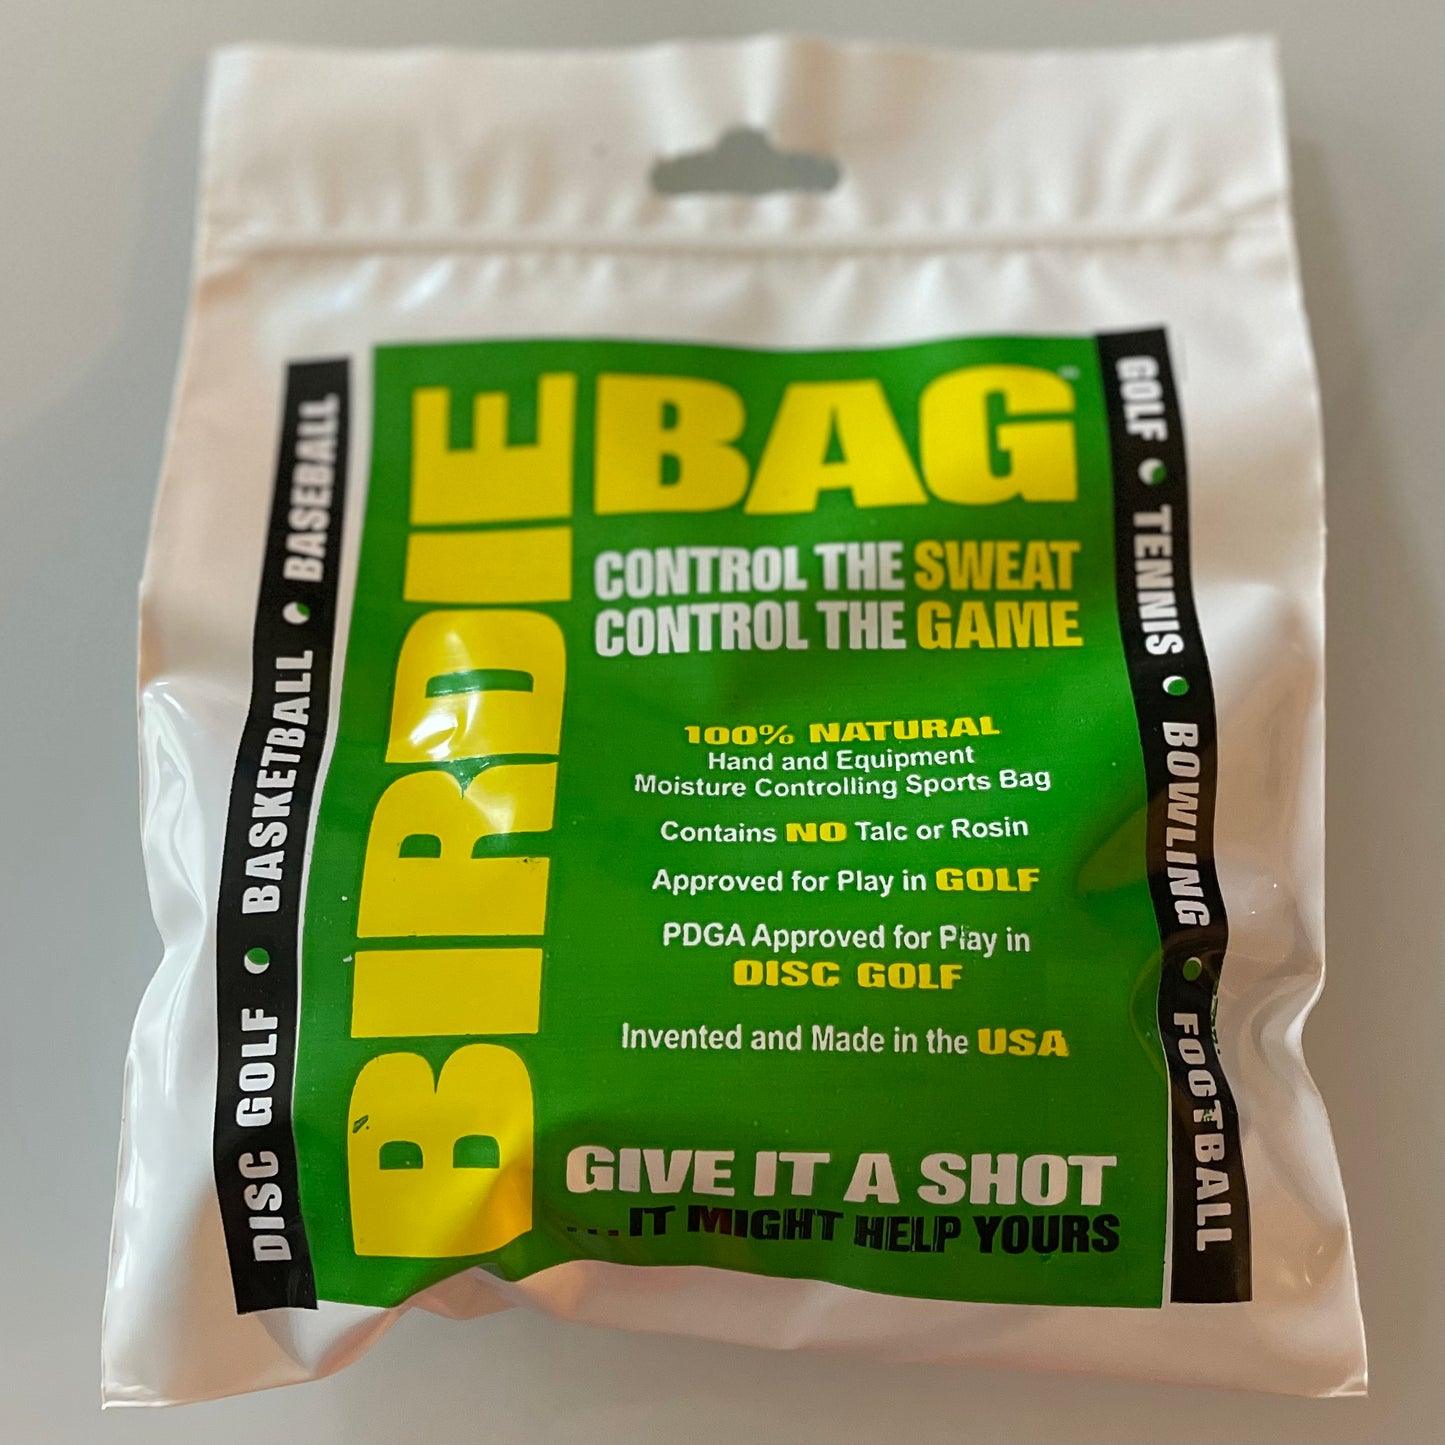 BIRDIE
BAG™
CONTROL THE SWEAT
CONTROL THE GAME
100% NATURAL
Hand and Equipment
Moisture Controlling Sports Bag
Contains NO Talc or Rosin
Approved for Play in GOLF
PDGA Approved for Play in
DISC GOLF
Invented and Made in the USA
GIVE IT A SHOT
...IT MIGHT HELP YOURS
DISC GOLF • BASKETBALL • BASEBALL
GOLF • TENNIS • BOWLING • FOOTBALL